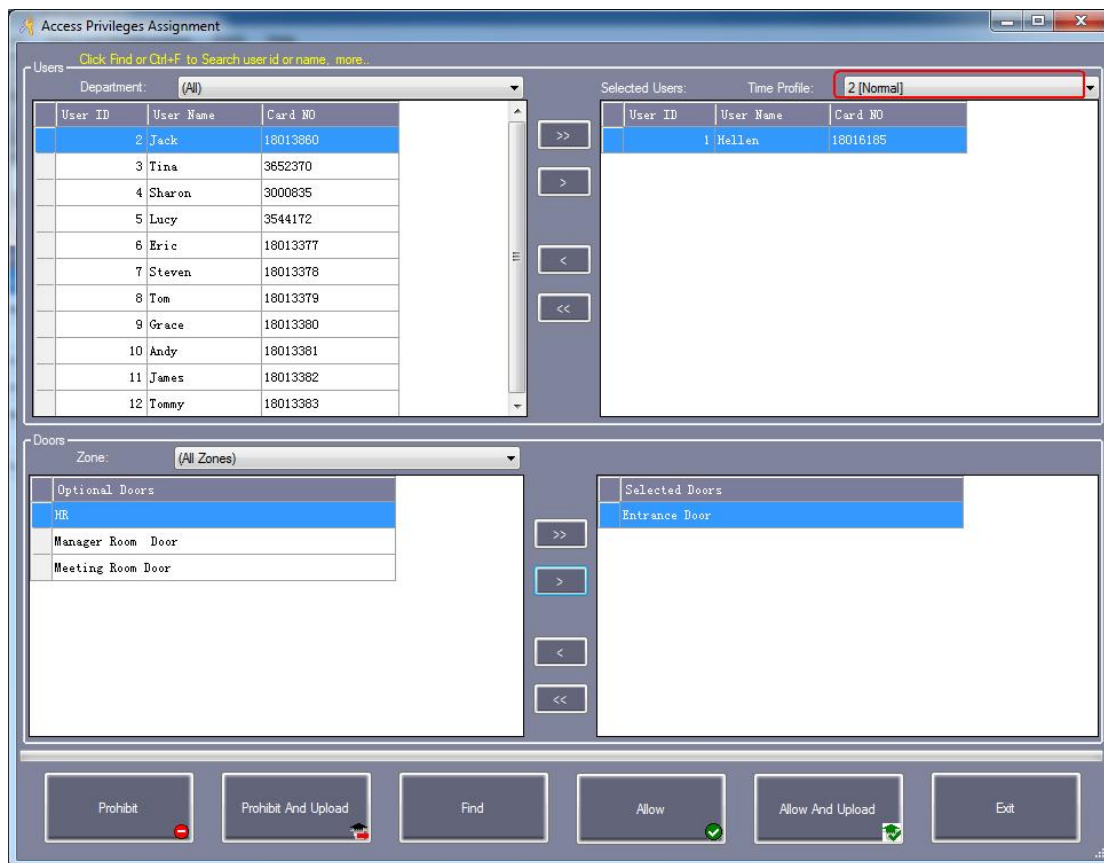 Access Privileges Assignment
Click Find or Ctrl+F to Search user id or name, more..
Users
Department: (All)
Selected Users: Time Profile: 2 [Normal]
User ID User Name Card NO
2 Jack 18013860
3 Tina 3652370
4 Sharon 3000835
5 Lucy 3544172
6 Eric 18013377
7 Steven 18013378
8 Tom 18013379
9 Grace 18013380
10 Andy 18013381
11 James 18013382
12 Tommy 18013383
>>
>
<
<<
User ID User Name Card NO
1 Hellen 18016185
Doors
Zone: (All Zones)
Optional Doors
HR
Manager Room Door
Meeting Room Door
>>
>
<
<<
Selected Doors
Entrance Door
Prohibit
Prohibit And Upload
Find
Allow
Allow And Upload
Exit